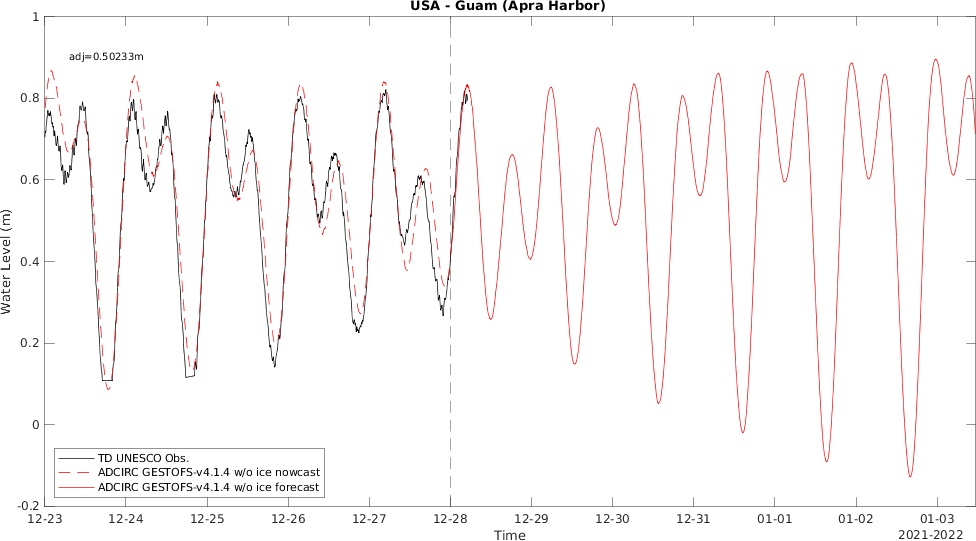 USA - Guam (Apra Harbor)
adj=0.50233m
1
0.8
0.6
0.4
0.2
0
-0.2
Water Level (m)
TD UNESCO Obs.
ADCIRC GESTOFS-v4.1.4 w/o ice nowcast
ADCIRC GESTOFS-v4.1.4 w/o ice forecast
12-23 12-24 12-25 12-26 12-27 12-28 12-29 12-30 12-31 01-01 01-02 01-03
Time
2021-2022